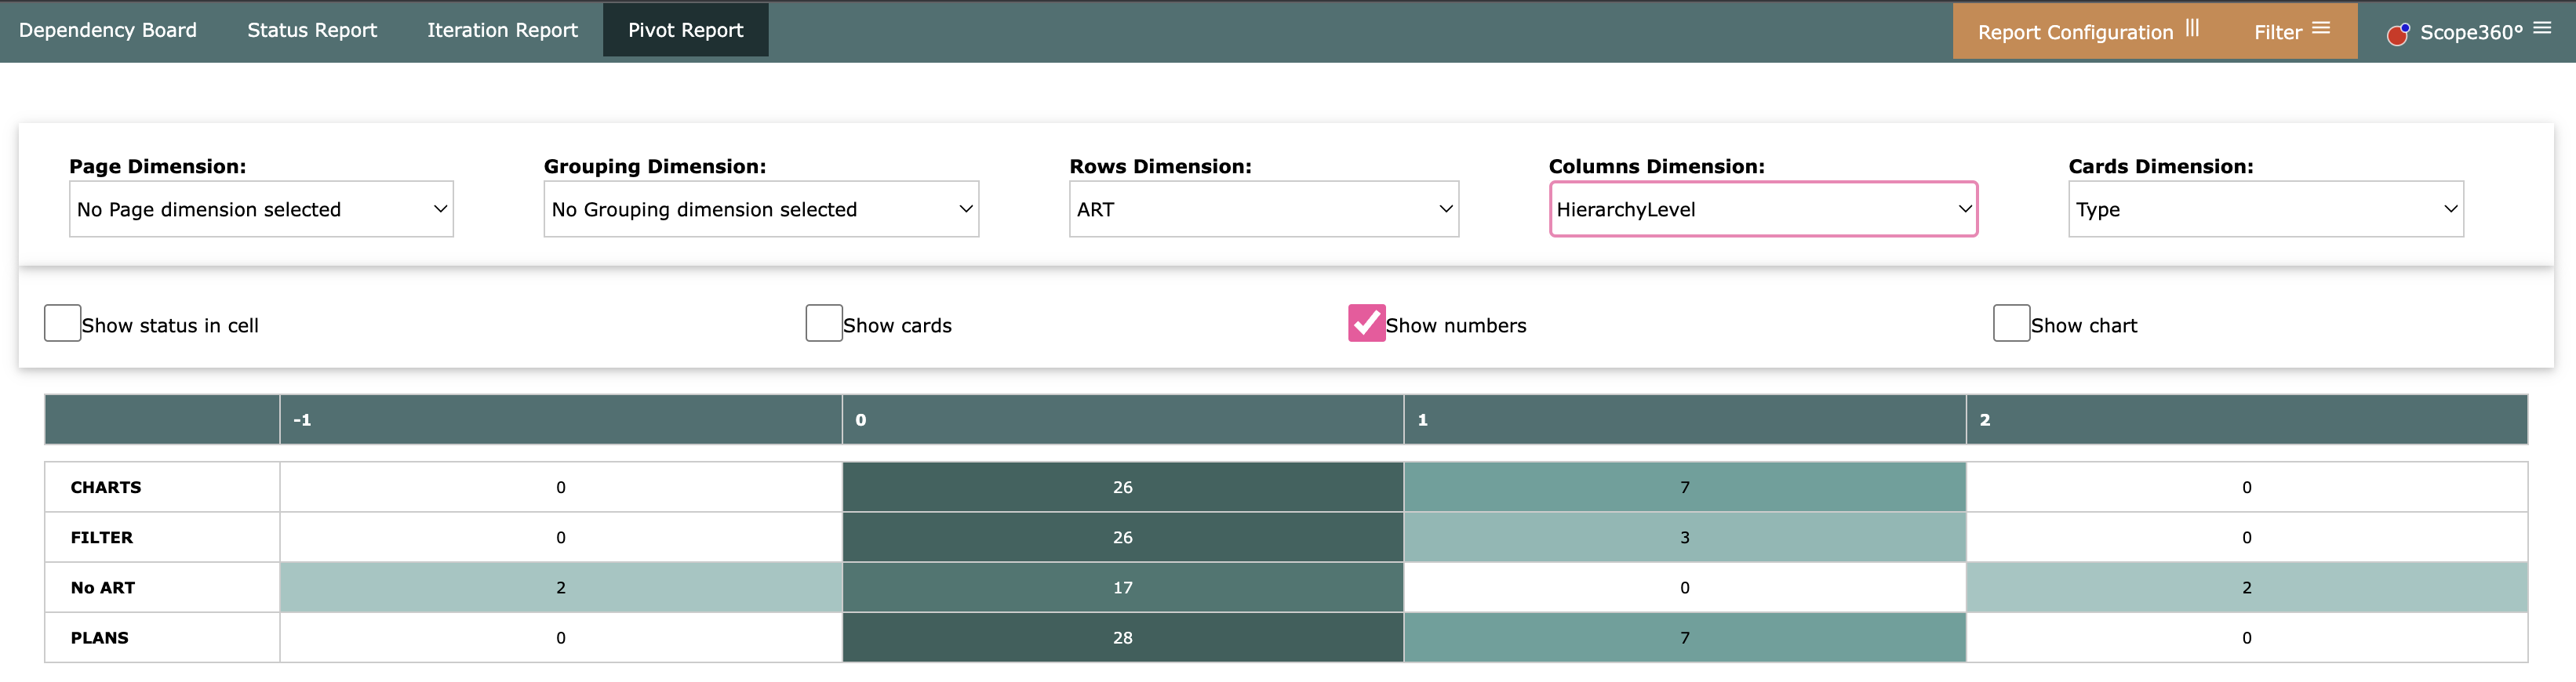 Dependency Board Status Report Iteration Report Pivot Report Report Configuration Filter Scope360°
Page Dimension: Grouping Dimension: Rows Dimension: Columns Dimension: Cards Dimension:
No Page dimension selected No Grouping dimension selected ART HierarchyLevel Type
Show status in cell Show cards Show numbers Show chart
-1 0 1 2
CHARTS 0 26 7 0
FILTER 0 26 3 0
No ART 2 17 0 2
PLANS 0 28 7 0